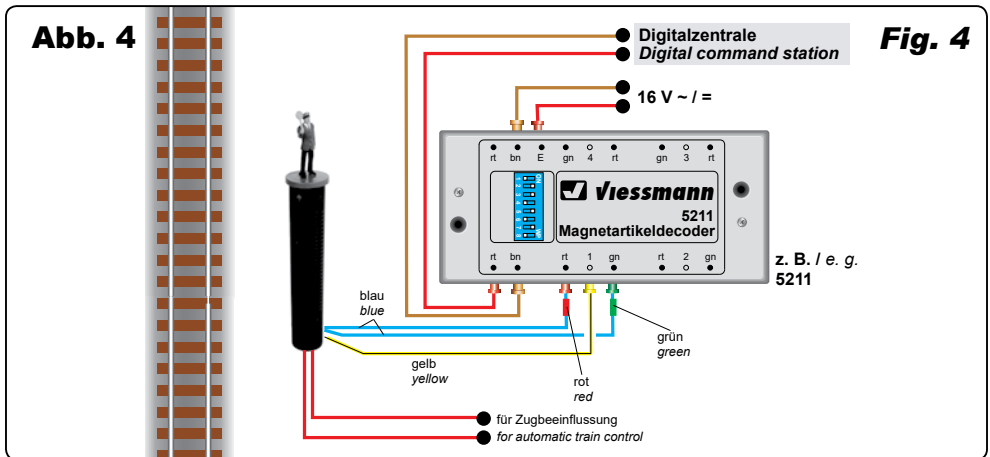 Abb. 4
Fig. 4
Digitalzentrale
Digital command station
16 V ~ / =
rt bn E gn 4 rt gn 3 rt
Viessmann
5211
Magnetartikeldecoder
rt bn rt 1 gn rt 2 gn
z. B. / e. g.
5211
blau
blue
grün
green
gelb
yellow
rot
red
für Zugbeeinflussung
for automatic train control